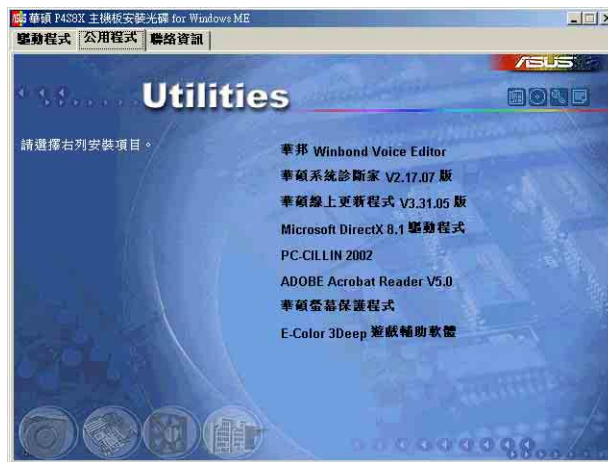 華碩 P4S8X 主機板安裝光碟 for Windows ME
驅動程式 公用程式 聯絡資訊
ASUS
Utilities
請選擇右列安裝項目。
華邦 Winbond Voice Editor
華碩系統診斷家 V2.17.07 版
華碩線上更新程式 V3.31.05 版
Microsoft DirectX 8.1 驅動程式
PC-CILLIN 2002
ADOBE Acrobat Reader V5.0
華碩螢幕保護程式
E-Color 3Deep 遊戲輔助軟體